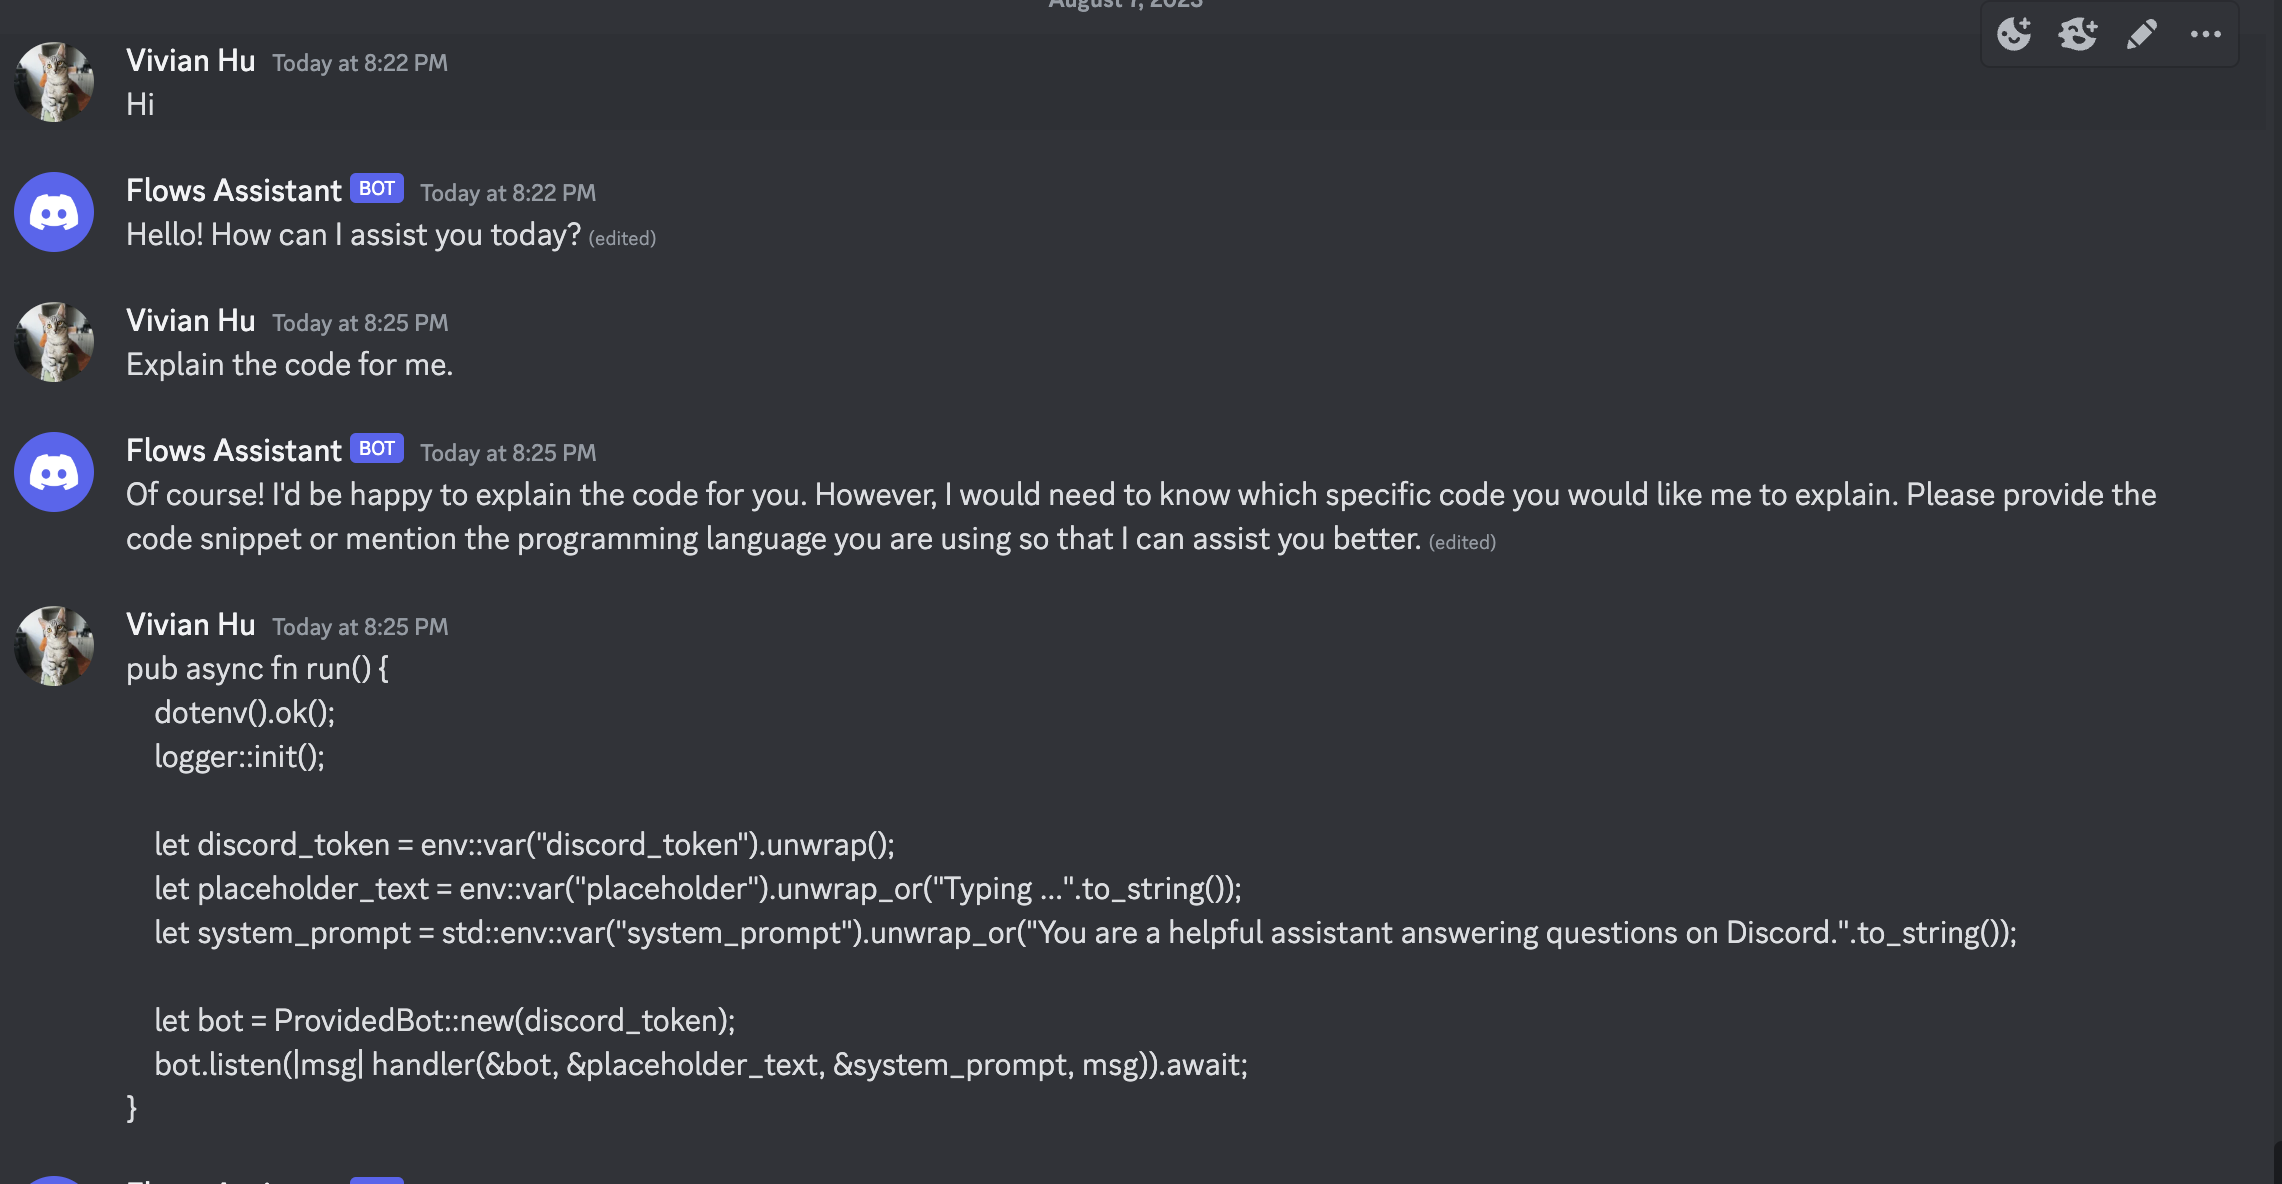 August 7, 2023
Vivian Hu Today at 8:22 PM
Hi
Flows Assistant BOT Today at 8:22 PM
Hello! How can I assist you today? (edited)
Vivian Hu Today at 8:25 PM
Explain the code for me.
Flows Assistant BOT Today at 8:25 PM
Of course! I'd be happy to explain the code for you. However, I would need to know which specific code you would like me to explain. Please provide the
code snippet or mention the programming language you are using so that I can assist you better. (edited)
Vivian Hu Today at 8:25 PM
pub async fn run() {
    dotenv().ok();
    logger::init();
    let discord_token = env::var("discord_token").unwrap();
    let placeholder_text = env::var("placeholder").unwrap_or("Typing ...".to_string());
    let system_prompt = std::env::var("system_prompt").unwrap_or("You are a helpful assistant answering questions on Discord.".to_string());
    let bot = ProvidedBot::new(discord_token);
    bot.listen(|msg| handler(&bot, &placeholder_text, &system_prompt, msg)).await;
}